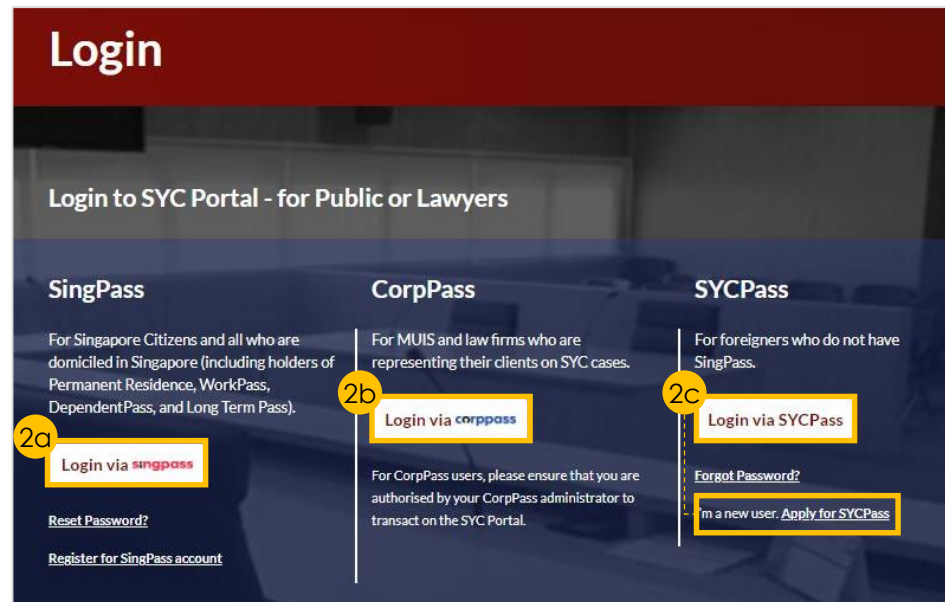 Login
Login to SYC Portal - for Public or Lawyers
SingPass
For Singapore Citizens and all who are
domiciled in Singapore (including holders of
Permanent Residence, WorkPass,
DependentPass, and Long Term Pass).
2a
Login via singpass
Reset Password?
Register for SingPass account
CorpPass
For MUIS and law firms who are
representing their clients on SYC cases.
2b
Login via corppass
For CorpPass users, please ensure that you are
authorised by your CorpPass administrator to
transact on the SYC Portal.
SYCPass
For foreigners who do not have
SingPass.
2c
Login via SYCPass
Forgot Password?
I'm a new user. Apply for SYCPass